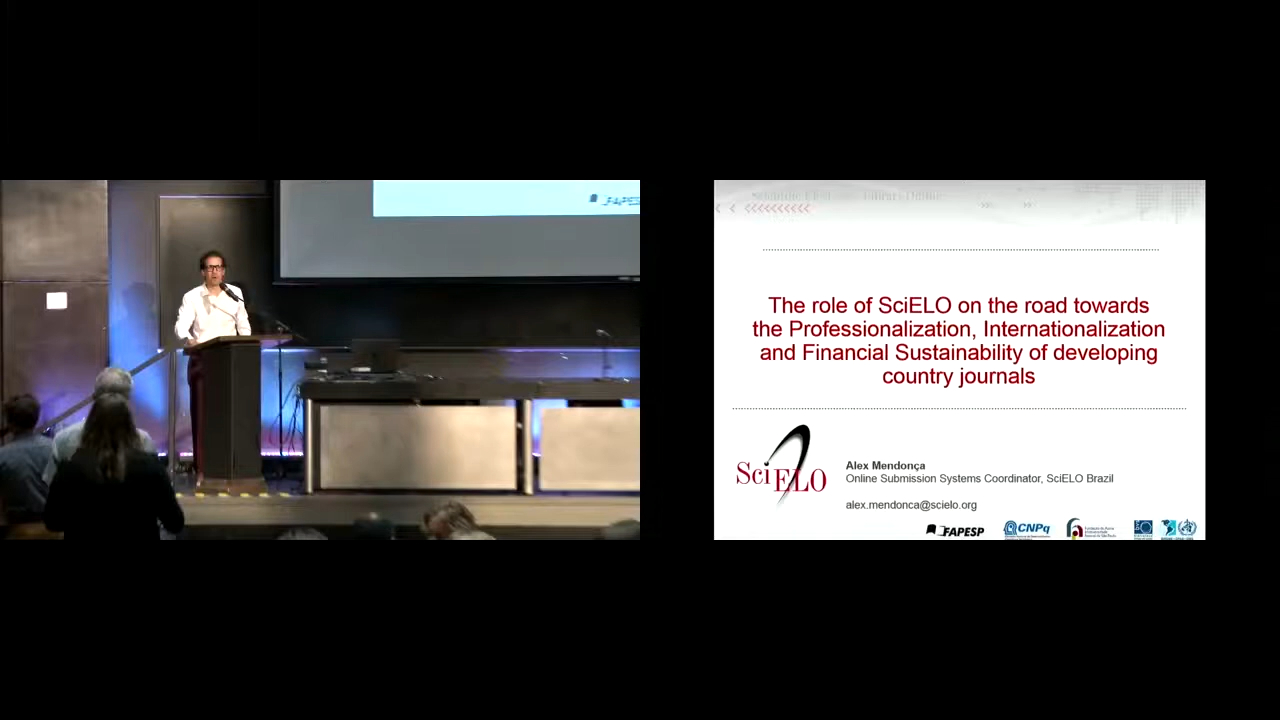 FAPESP
The role of SciELO on the road towards
the Professionalization, Internationalization
and Financial Sustainability of developing
country journals
SciELO
Alex Mendonça
Online Submission Systems Coordinator, SciELO Brazil
alex.mendonca@scielo.org
FAPESP
CNPq